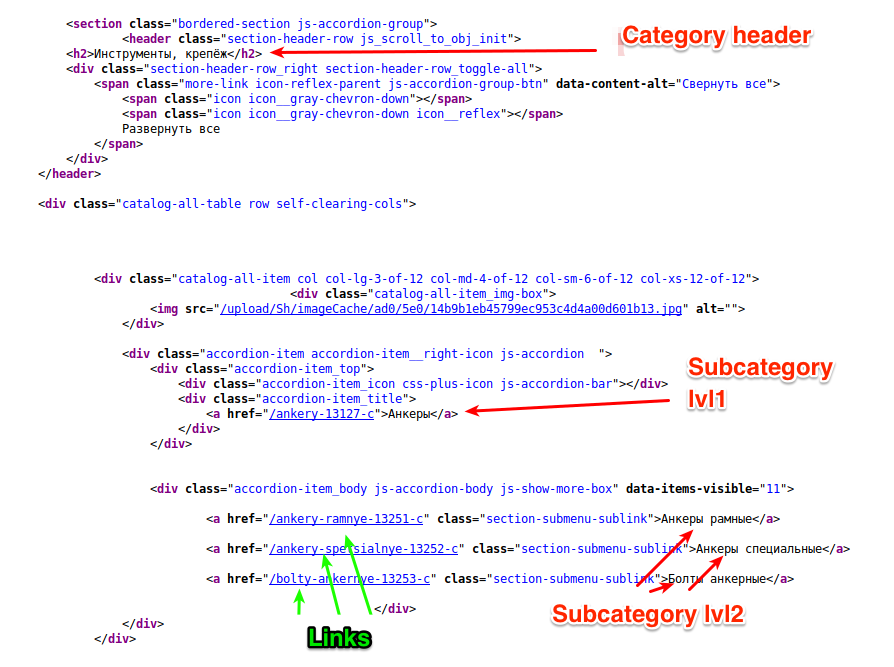 <section class="bordered-section js-accordion-group">
<header class="section-header-row js_scroll_to_obj_init">
Category header
<h2>Инструменты, крепёж</h2>
<div class="section-header-row_right section-header-row_toggle-all">
<span class="more-link icon-reflex-parent js-accordion-group-btn" data-content-alt="Свернуть все">
<span class="icon icon__gray-chevron-down"></span>
<span class="icon icon__gray-chevron-down icon__reflex"></span>
Развернуть все
</span>
</div>
</header>
<div class="catalog-all-table row self-clearing-cols">
<div class="catalog-all-item col col-lg-3-of-12 col-md-4-of-12 col-sm-6-of-12 col-xs-12-of-12">
<div class="catalog-all-item_img-box">
<img src="/upload/Sh/imageCache/ad0/5e0/14b9b1eb45799ec953c4d4a00d601b13.jpg" alt="">
</div>
<div class="accordion-item accordion-item__right-icon js-accordion  ">
<div class="accordion-item_top">
<div class="accordion-item_icon css-plus-icon js-accordion-bar"></div>
<div class="accordion-item_title">
<a href="/ankery-13127-c">Анкеры</a>
</div>
</div>
Subcategory
lvl1
<div class="accordion-item_body js-accordion-body js-show-more-box" data-items-visible="11">
<a href="/ankery-ramnye-13251-c" class="section-submenu-sublink">Анкеры рамные</a>
<a href="/ankery-spetsialnye-13252-c" class="section-submenu-sublink">Анкеры специальные</a>
<a href="/bolty-ankernye-13253-c" class="section-submenu-sublink">Болты анкерные</a>
</div>
Subcategory lvl2
</div>
Links
</div>